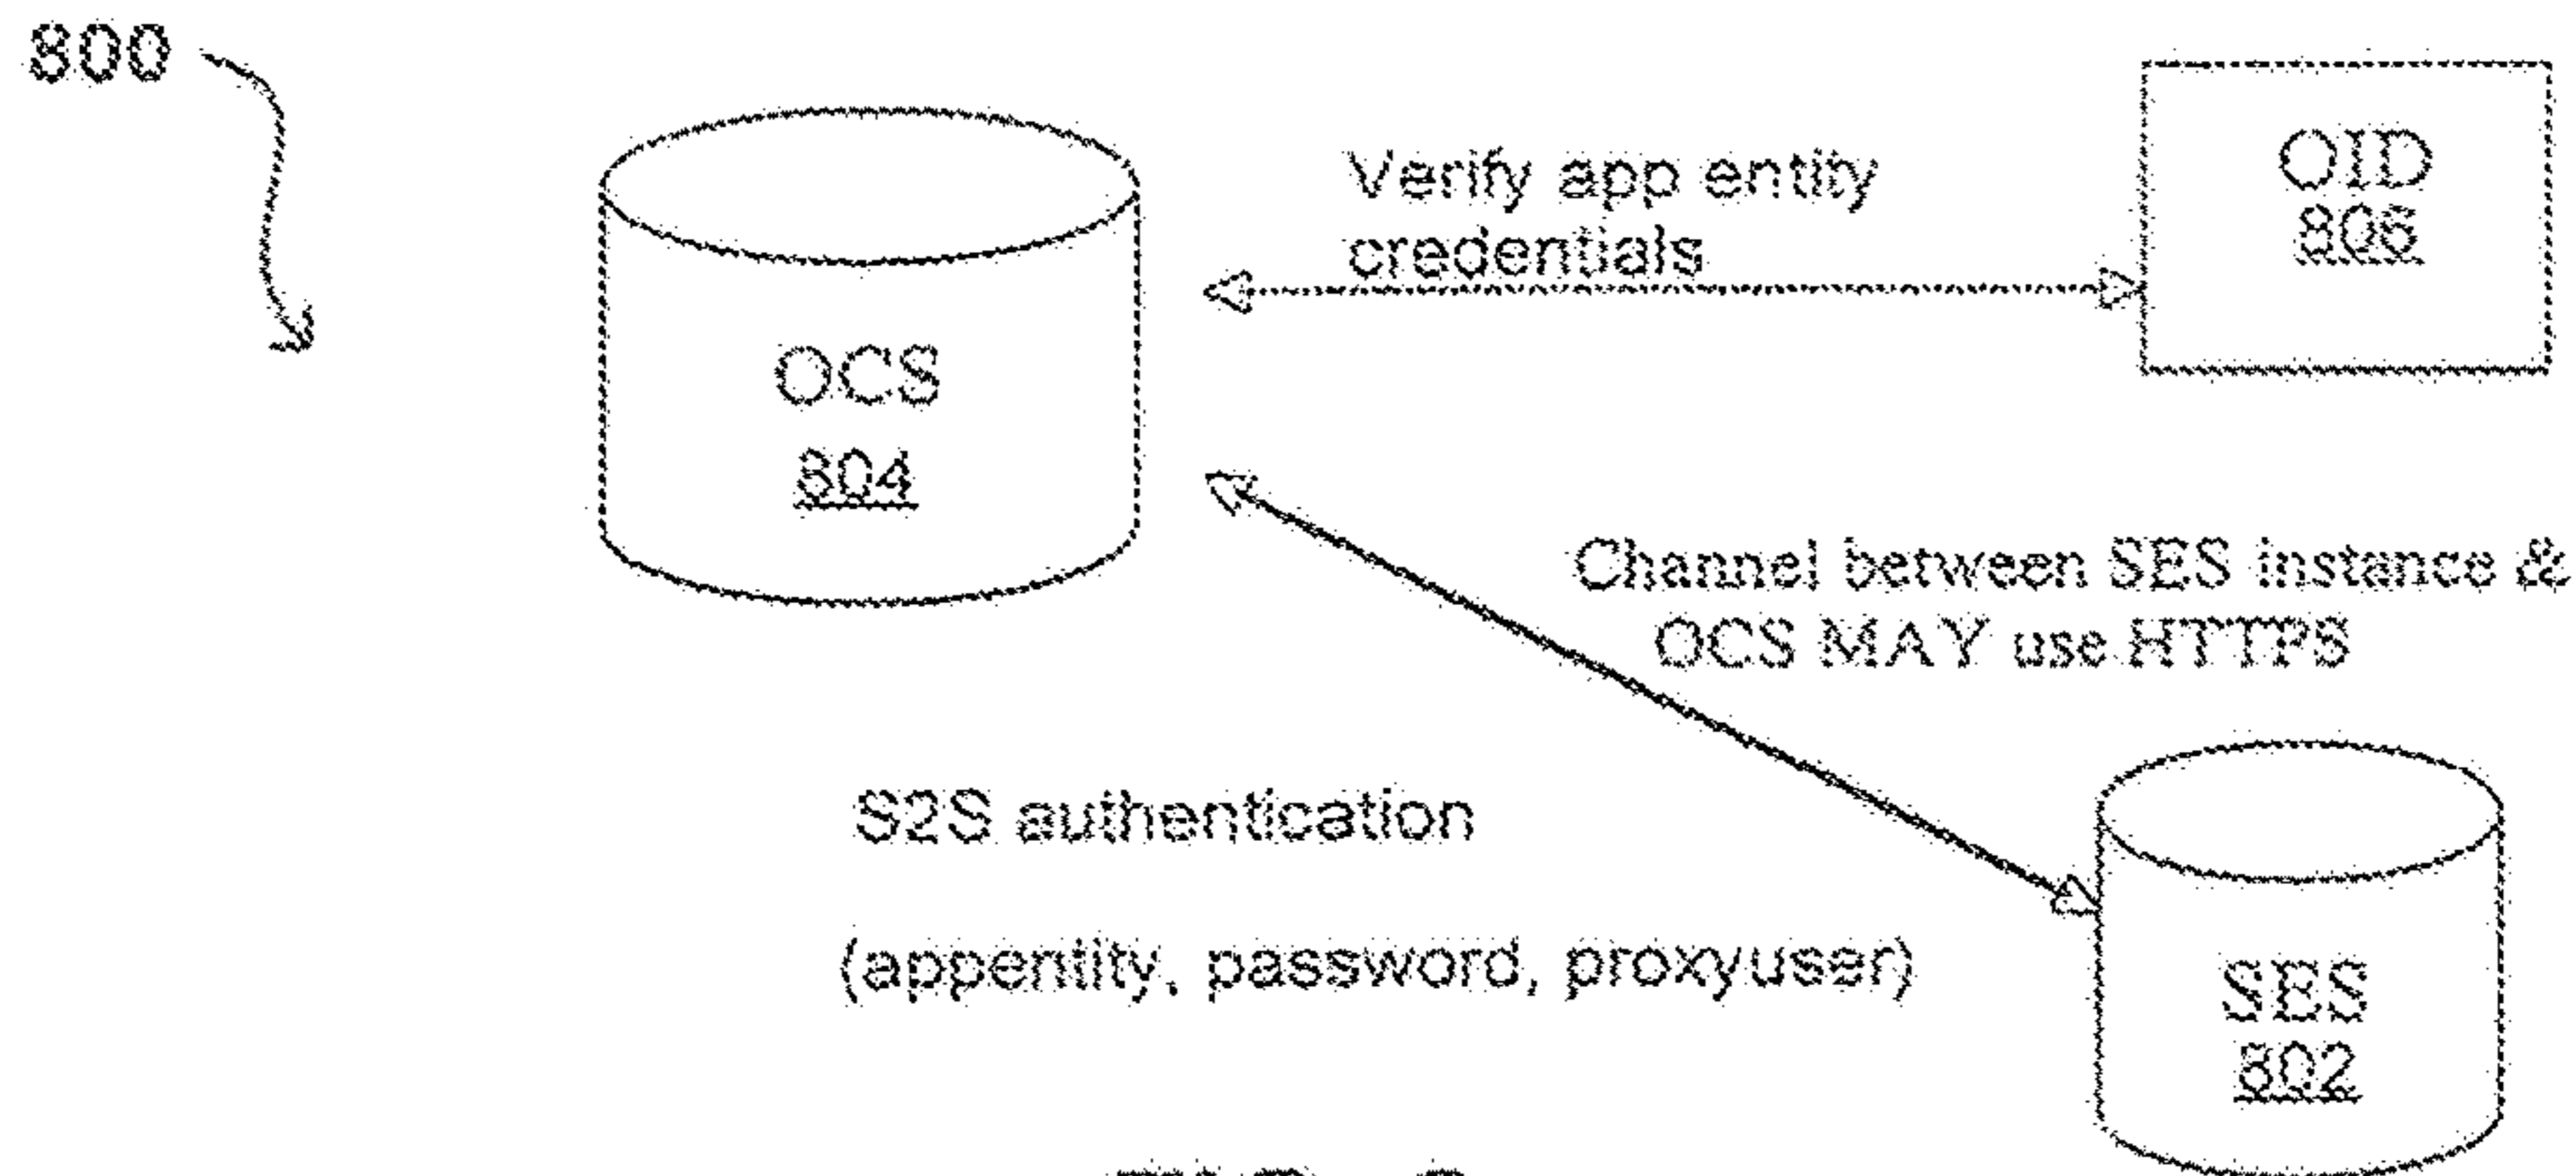 800
Verify app entity
credentials
OID
806
OCS
804
Channel between SES instance &
OCS MAY use HTTPS
S2S authentication
(appentity, password, proxyuser)
SES
802